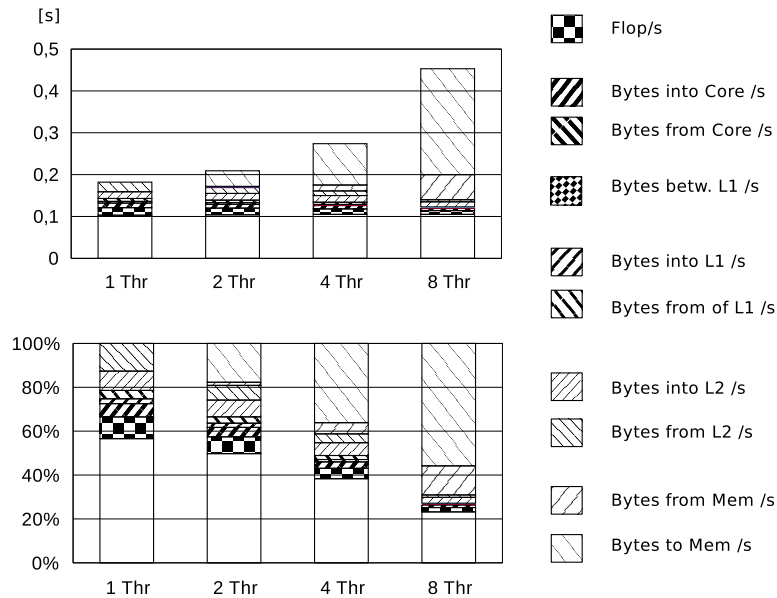 [s]
0,5
0,4
0,3
0,2
0,1
0
1 Thr 2 Thr 4 Thr 8 Thr
100%
80%
60%
40%
20%
0%
1 Thr 2 Thr 4 Thr 8 Thr
Flop/s
Bytes into Core /s
Bytes from Core /s
Bytes betw. L1 /s
Bytes into L1 /s
Bytes from of L1 /s
Bytes into L2 /s
Bytes from L2 /s
Bytes from Mem /s
Bytes to Mem /s